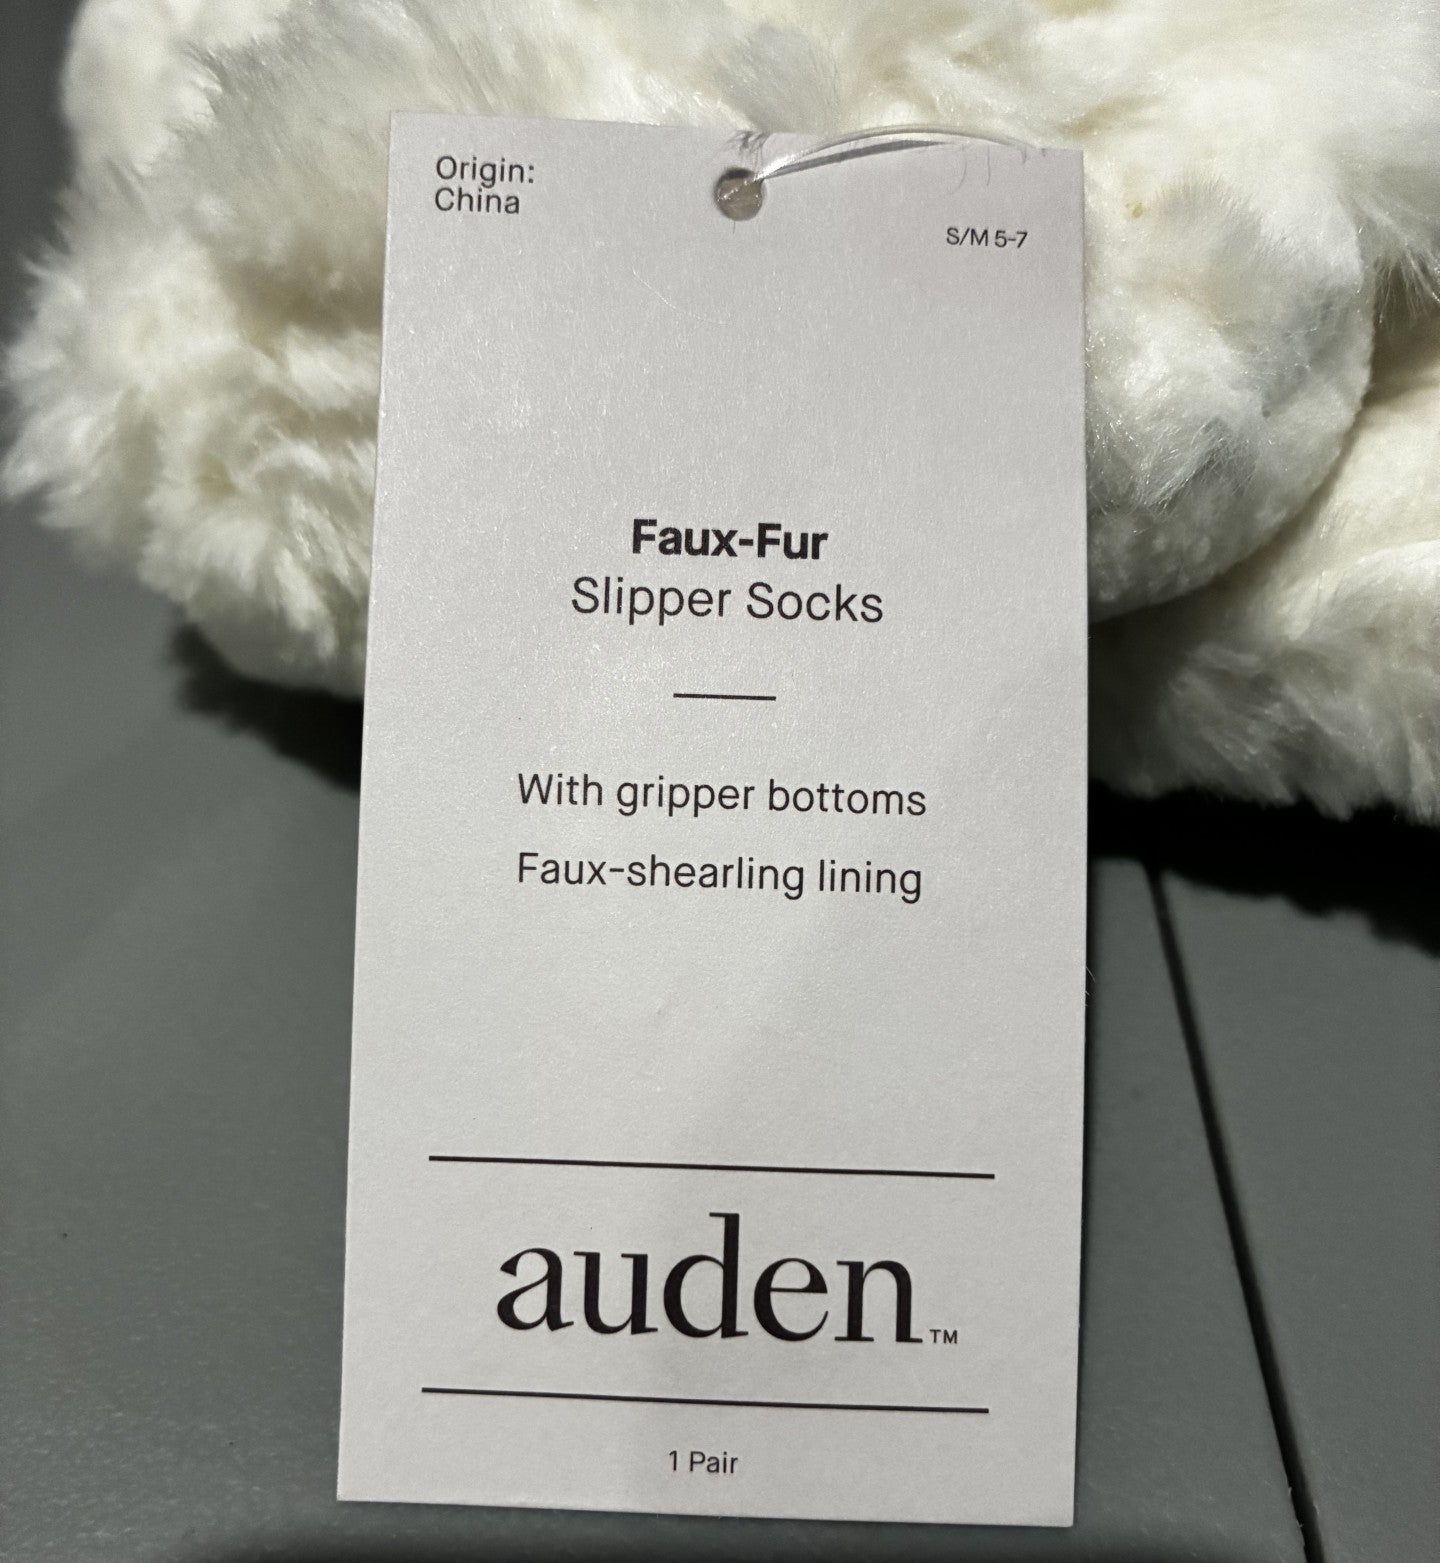 Origin:
China
S/M 5-7
Faux-Fur
Slipper Socks
With gripper bottoms
Faux-shearling lining
auden™
1 Pair